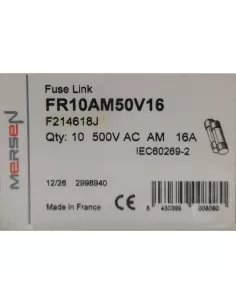 MERSEN
Fuse Link
FR10AM50V16
F214618J
Qty: 10 500V AC AM 16A
IEC60269-2
12/26 2998940
Made in France
CE